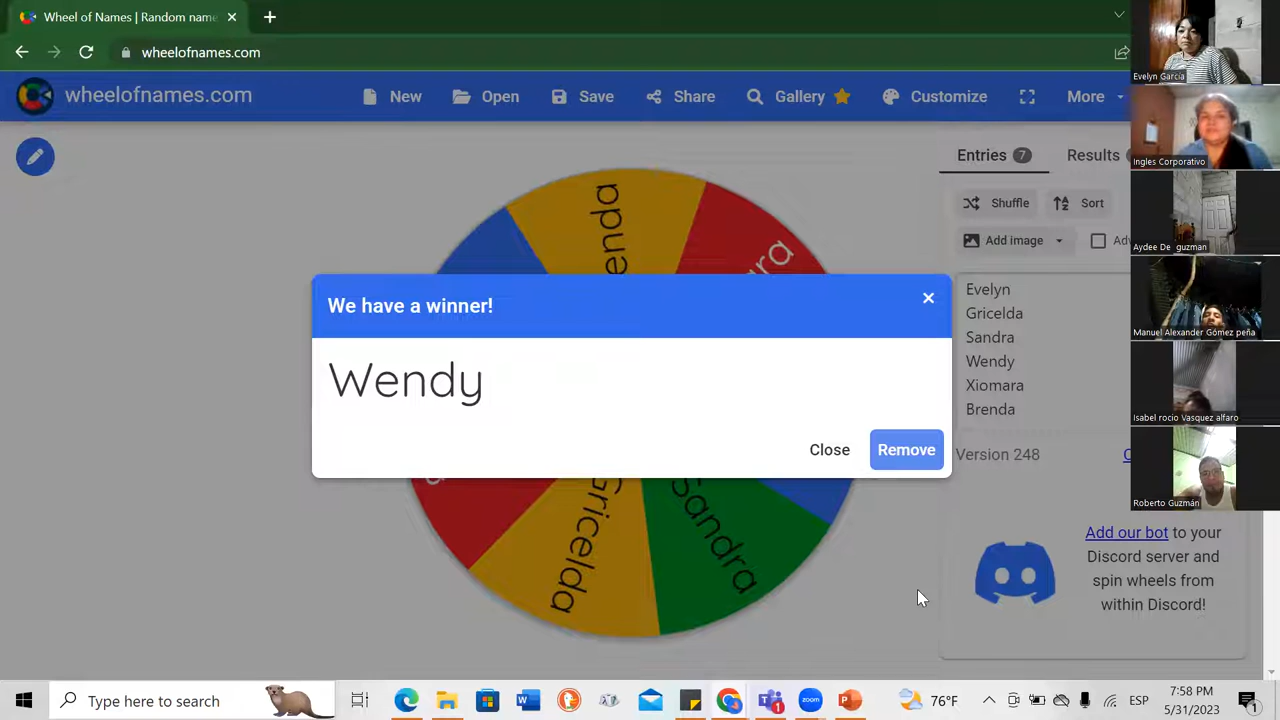 Wheel of Names | Random name
wheelofnames.com
wheelofnames.com
New
Open
Save
Share
Gallery
Customize
More
Entries 7
Results
Shuffle
Sort
Add image
Evelyn
Gricelda
Sandra
Wendy
Xiomara
Brenda
Version 248
Add our bot to your
Discord server and
spin wheels from
within Discord!
We have a winner!
Wendy
Close
Remove
Gricelda
Sandra
Evelyn García
Ingles Corporativo
Aydee De guzman
Manuel Alexander Gómez peña
Isabel rocio Vasquez alfaro
Roberto Guzmán
Type here to search
76°F
ESP
7:58 PM
5/31/2023